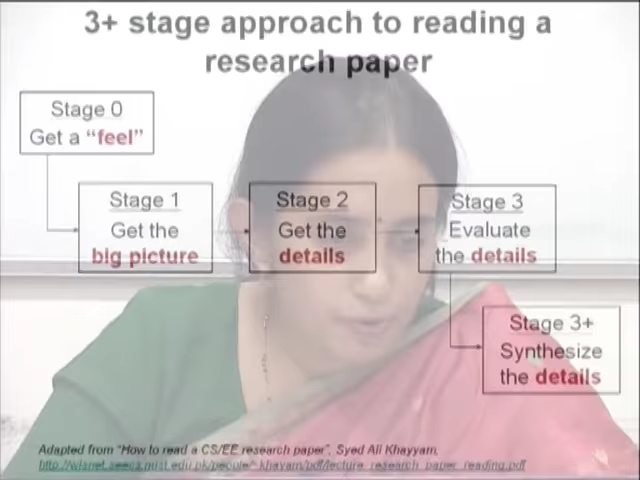 3+ stage approach to reading a
research paper
Stage 0
Get a “feel”
Stage 1
Get the
big picture
Stage 2
Get the
details
Stage 3
Evaluate
the details
Stage 3+
Synthesize
the details
Adapted from “How to read a CS/EE research paper”, Syed Ali Khayyam,